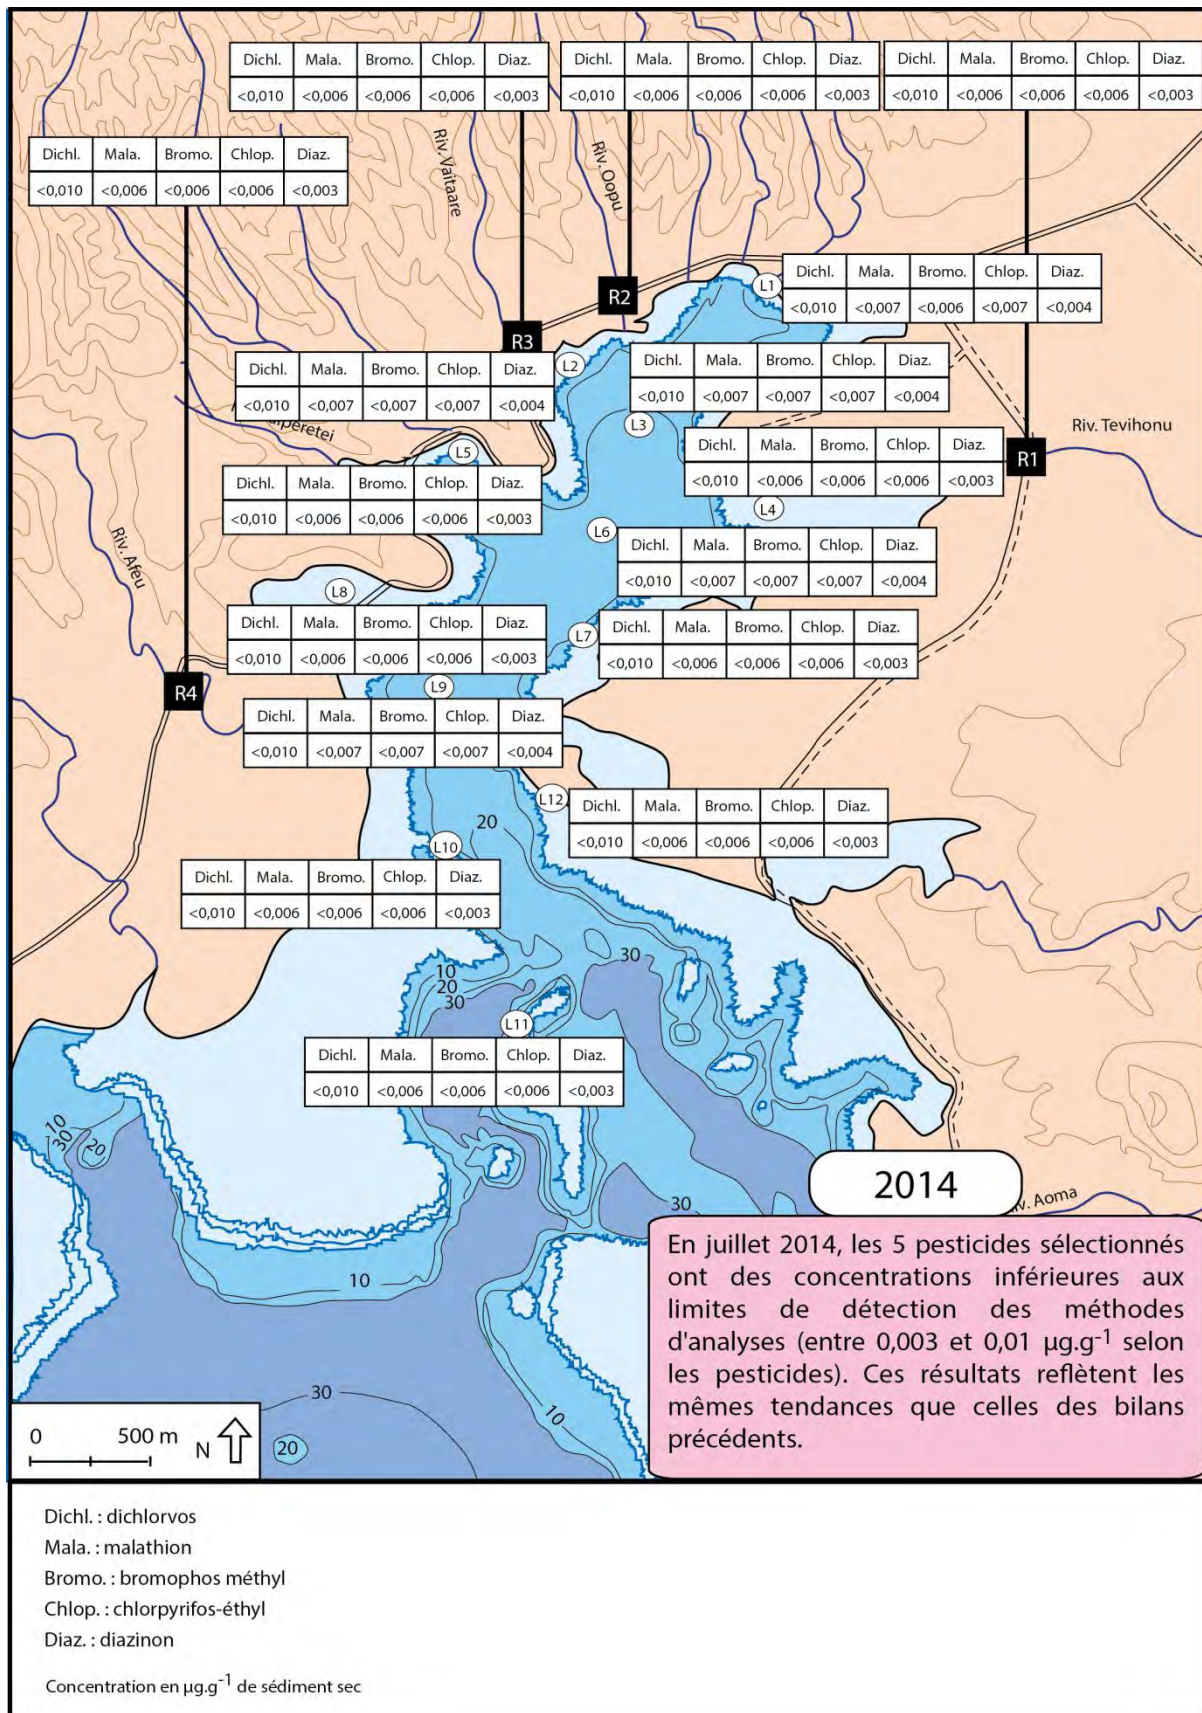 Dichl. Mala. Bromo. Chlop. Diaz.
<0,010 <0,006 <0,006 <0,006 <0,003
Dichl. Mala. Bromo. Chlop. Diaz.
<0,010 <0,006 <0,006 <0,006 <0,003
Dichl. Mala. Bromo. Chlop. Diaz.
<0,010 <0,006 <0,006 <0,006 <0,003
Dichl. Mala. Bromo. Chlop. Diaz.
<0,010 <0,006 <0,006 <0,006 <0,003
Riv. Vaitaare
Riv. Oopu
L1
Dichl. Mala. Bromo. Chlop. Diaz.
<0,010 <0,007 <0,006 <0,007 <0,004
R2
R3
L2
Dichl. Mala. Bromo. Chlop. Diaz.
<0,010 <0,007 <0,007 <0,007 <0,004
Dichl. Mala. Bromo. Chlop. Diaz.
<0,010 <0,007 <0,007 <0,007 <0,004
L3
Riv. Tevihonu
R1
Dichl. Mala. Bromo. Chlop. Diaz.
<0,010 <0,006 <0,006 <0,006 <0,003
L4
L5
Dichl. Mala. Bromo. Chlop. Diaz.
<0,010 <0,006 <0,006 <0,006 <0,003
L6
Dichl. Mala. Bromo. Chlop. Diaz.
<0,010 <0,007 <0,007 <0,007 <0,004
Riv. Afeu
L8
Dichl. Mala. Bromo. Chlop. Diaz.
<0,010 <0,006 <0,006 <0,006 <0,003
L7
Dichl. Mala. Bromo. Chlop. Diaz.
<0,010 <0,006 <0,006 <0,006 <0,003
R4
L9
Dichl. Mala. Bromo. Chlop. Diaz.
<0,010 <0,007 <0,007 <0,007 <0,004
L12
Dichl. Mala. Bromo. Chlop. Diaz.
<0,010 <0,006 <0,006 <0,006 <0,003
20
L10
Dichl. Mala. Bromo. Chlop. Diaz.
<0,010 <0,006 <0,006 <0,006 <0,003
30
10
20
30
L11
Dichl. Mala. Bromo. Chlop. Diaz.
<0,010 <0,006 <0,006 <0,006 <0,003
10
30
20
30
10
30
10
20
2014
Aoma
En juillet 2014, les 5 pesticides sélectionnés
ont des concentrations inférieures aux
limites de détection des méthodes
d'analyses (entre 0,003 et 0,01 µg.g⁻¹ selon
les pesticides). Ces résultats reflètent les
mêmes tendances que celles des bilans
précédents.
0 500 m N
Dichl. : dichlorvos
Mala. : malathion
Bromo. : bromophos méthyl
Chlop. : chlorpyrifos-éthyl
Diaz. : diazinon
Concentration en µg.g⁻¹ de sédiment sec